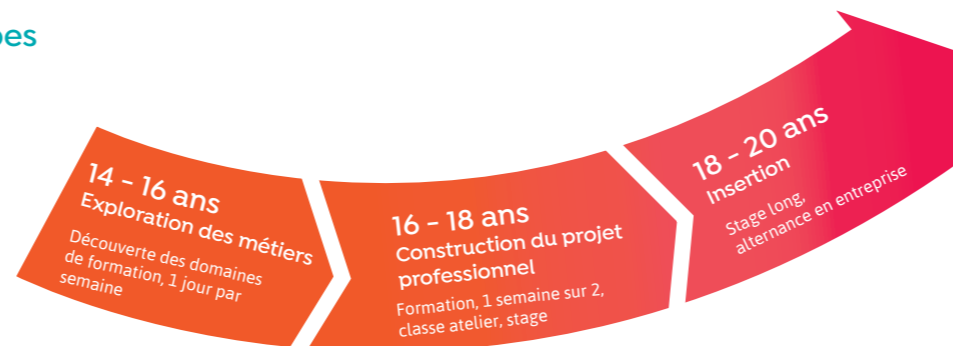 14 – 16 ans
Exploration des métiers
Découverte des domaines
de formation, 1 jour par
semaine
16 – 18 ans
Construction du projet
professionnel
Formation, 1 semaine sur 2,
classe atelier, stage
18 – 20 ans
Insertion
Stage long,
alternance en entreprise